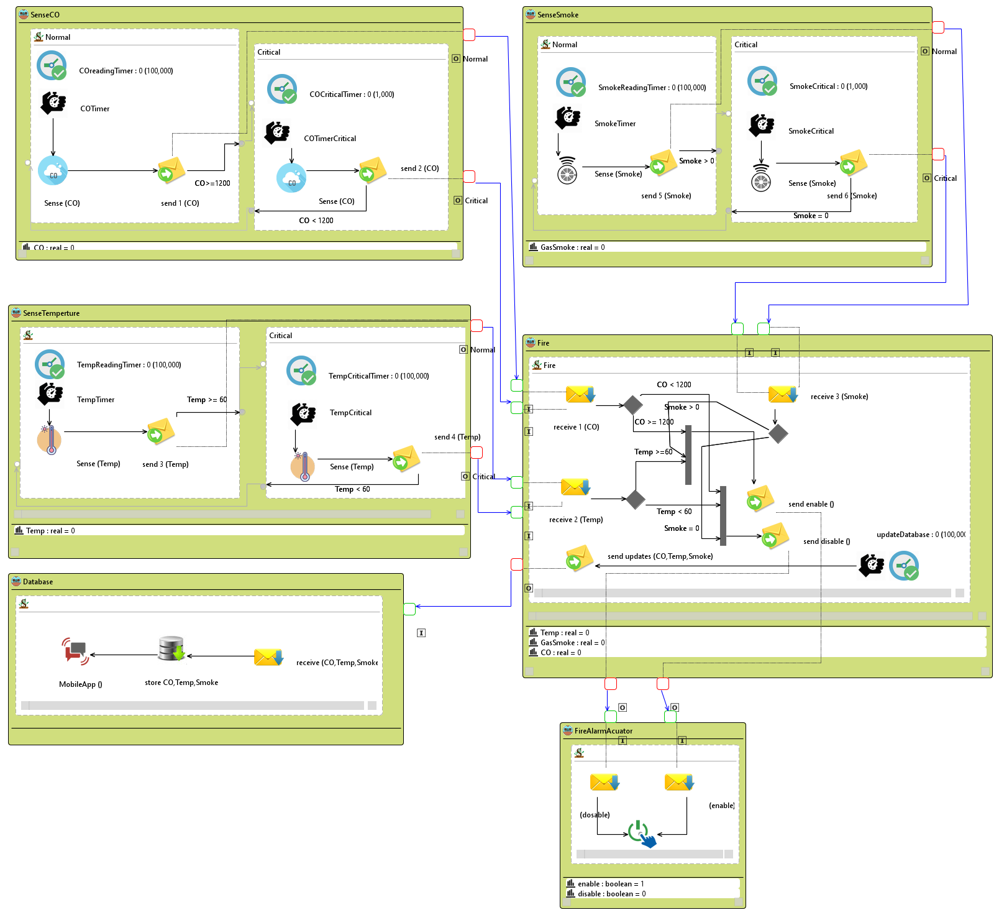 SenseCO
Normal
COreadingTimer : 0 (100,000)
COTimer
Sense (CO)
send 1 (CO)
CO>=1200
Critical
COCriticalTimer : 0 (1,000)
COTimerCritical
Sense (CO)
send 2 (CO)
CO < 1200
O Normal
O Critical
CO : real = 0
SenseSmoke
Normal
SmokeReadingTimer : 0 (100,000)
SmokeTimer
Sense (Smoke)
send 5 (Smoke)
Smoke > 0
Critical
SmokeCritical : 0 (1,000)
SmokeCritical
Sense (Smoke)
send 6 (Smoke)
Smoke = 0
O Normal
O Critical
GasSmoke : real = 0
SenseTemperture
TempReadingTimer : 0 (100,000)
TempTimer
Temp >= 60
Sense (Temp)
send 3 (Temp)
Critical
TempCriticalTimer : 0 (100,000)
TempCritical
send 4 (Temp)
Sense (Temp)
Temp < 60
O Normal
O Critical
Temp : real = 0
Fire
I
I
Fire
CO < 1200
receive 3 (Smoke)
Smoke > 0
I
receive 1 (CO)
CO >= 1200
I
Temp >=60
I
receive 2 (Temp)
Temp < 60
send enable ()
Smoke = 0
I
send disable ()
updateDatabase : 0 (100,000
send updates (CO,Temp,Smoke)
O
Temp : real = 0
GasSmoke : real = 0
CO : real = 0
Database
I
receive (CO,Temp,Smoke
store CO,Temp,Smoke
MobileApp ()
O
O
FireAlarmAcuator
I
I
(dosable)
(enable)
enable : boolean = 1
disable : boolean = 0